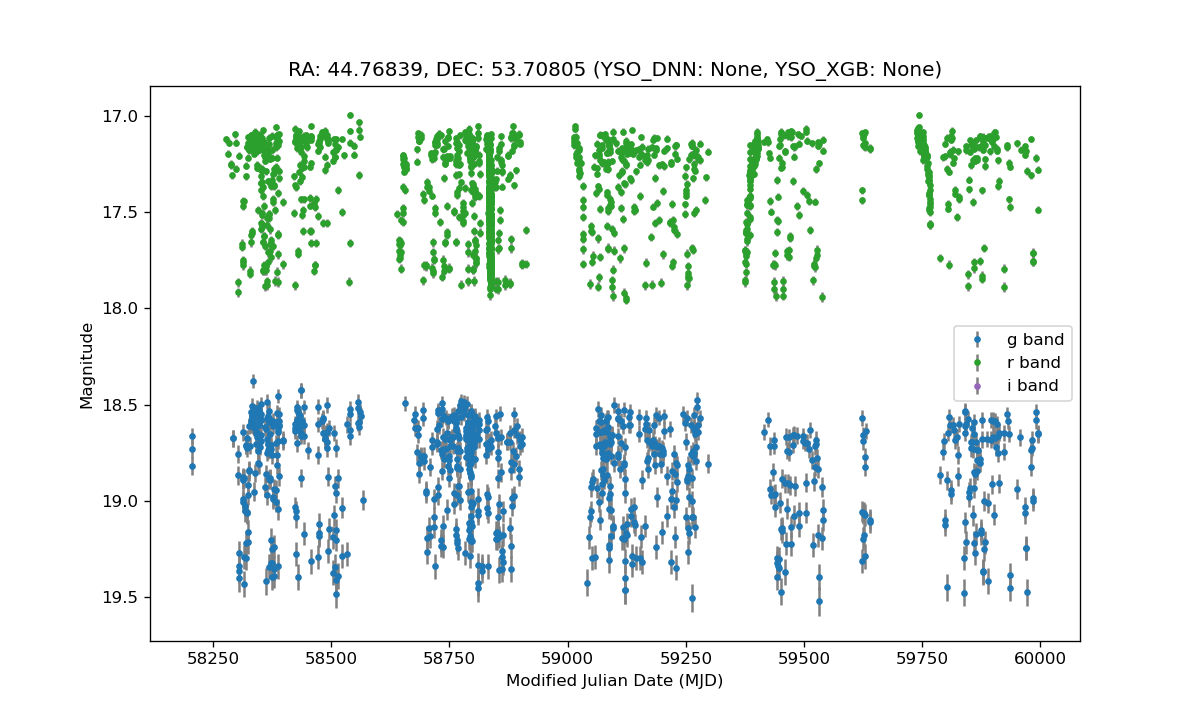 RA: 44.76839, DEC: 53.70805 (YSO_DNN: None, YSO_XGB: None)
17.0
17.5
18.0
18.5
19.0
19.5
Magnitude
g band
r band
i band
58250 58500 58750 59000 59250 59500 59750 60000
Modified Julian Date (MJD)